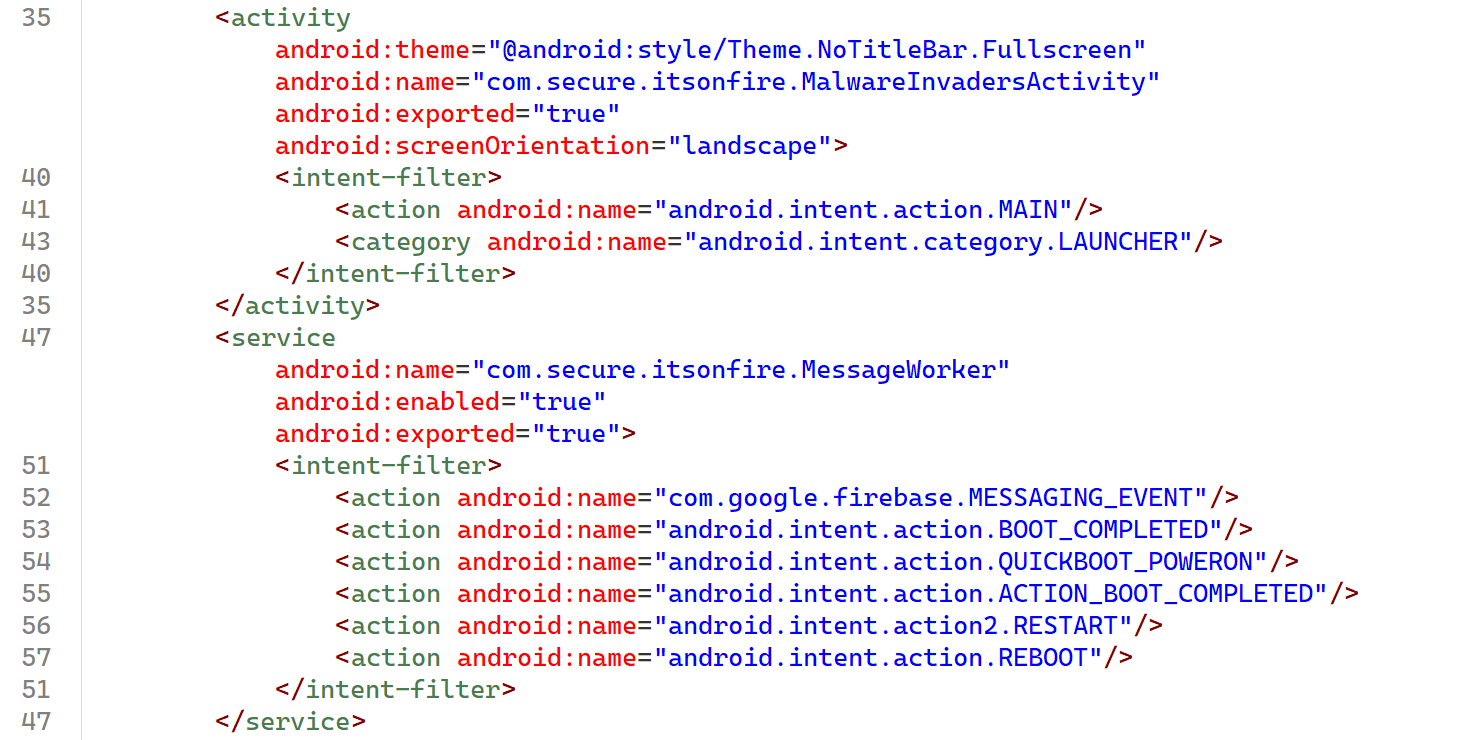 35 <activity
android:theme="@android:style/Theme.NoTitleBar.Fullscreen"
android:name="com.secure.itsonfire.MalwareInvadersActivity"
android:exported="true"
android:screenOrientation="landscape">
40 <intent-filter>
41 <action android:name="android.intent.action.MAIN"/>
43 <category android:name="android.intent.category.LAUNCHER"/>
40 </intent-filter>
35 </activity>
47 <service
android:name="com.secure.itsonfire.MessageWorker"
android:enabled="true"
android:exported="true">
51 <intent-filter>
52 <action android:name="com.google.firebase.MESSAGING_EVENT"/>
53 <action android:name="android.intent.action.BOOT_COMPLETED"/>
54 <action android:name="android.intent.action.QUICKBOOT_POWERON"/>
55 <action android:name="android.intent.action.ACTION_BOOT_COMPLETED"/>
56 <action android:name="android.intent.action2.RESTART"/>
57 <action android:name="android.intent.action.REBOOT"/>
51 </intent-filter>
47 </service>